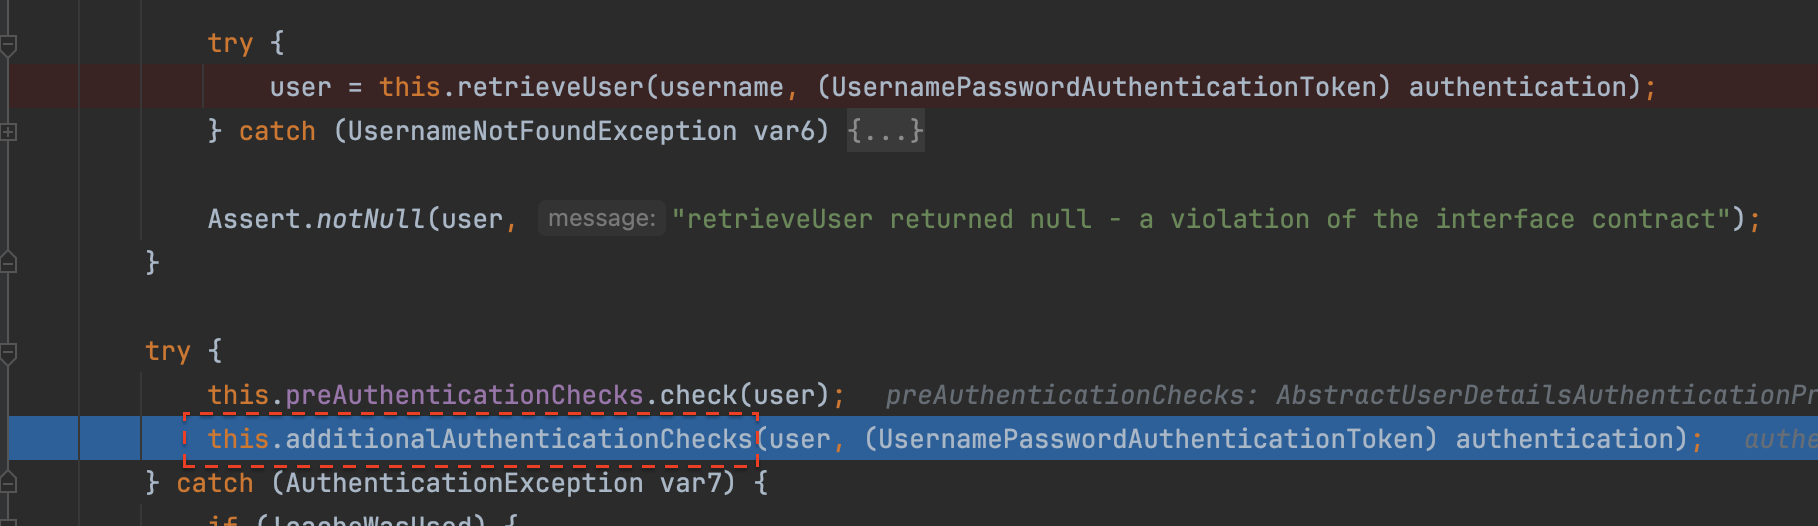 try {
user = this.retrieveUser(username, (UsernamePasswordAuthenticationToken) authentication);
} catch (UsernameNotFoundException var6) {...}
Assert.notNull(user, message: "retrieveUser returned null - a violation of the interface contract");
}
try {
this.preAuthenticationChecks.check(user); preAuthenticationChecks: AbstractUserDetailsAuthenticationPr
this.additionalAuthenticationChecks(user, (UsernamePasswordAuthenticationToken) authentication); authe
} catch (AuthenticationException var7) {
if (!cacheWasUsed) {